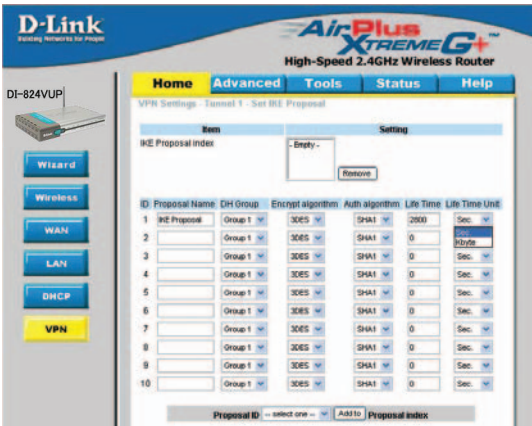 D-Link
Building Networks for People
AirPlus
XTREME G+™
High-Speed 2.4GHz Wireless Router
DI-824VUP
Home Advanced Tools Status Help
VPN Settings - Tunnel 1 - Set IKE Proposal
Item Setting
IKE Proposal index - Empty -
Remove
ID Proposal Name DH Group Encrypt algorithm Auth algorithm Life Time Life Time Unit
1 IKE Proposal Group 1 3DES SHA1 2800 Sec.
2 Group 1 3DES SHA1 0 Sec.
Kbyte
3 Group 1 3DES SHA1 0 Sec.
4 Group 1 3DES SHA1 0 Sec.
5 Group 1 3DES SHA1 0 Sec.
6 Group 1 3DES SHA1 0 Sec.
7 Group 1 3DES SHA1 0 Sec.
8 Group 1 3DES SHA1 0 Sec.
9 Group 1 3DES SHA1 0 Sec.
10 Group 1 3DES SHA1 0 Sec.
Proposal ID -- select one -- Add to Proposal index
Wizard
Wireless
WAN
LAN
DHCP
VPN